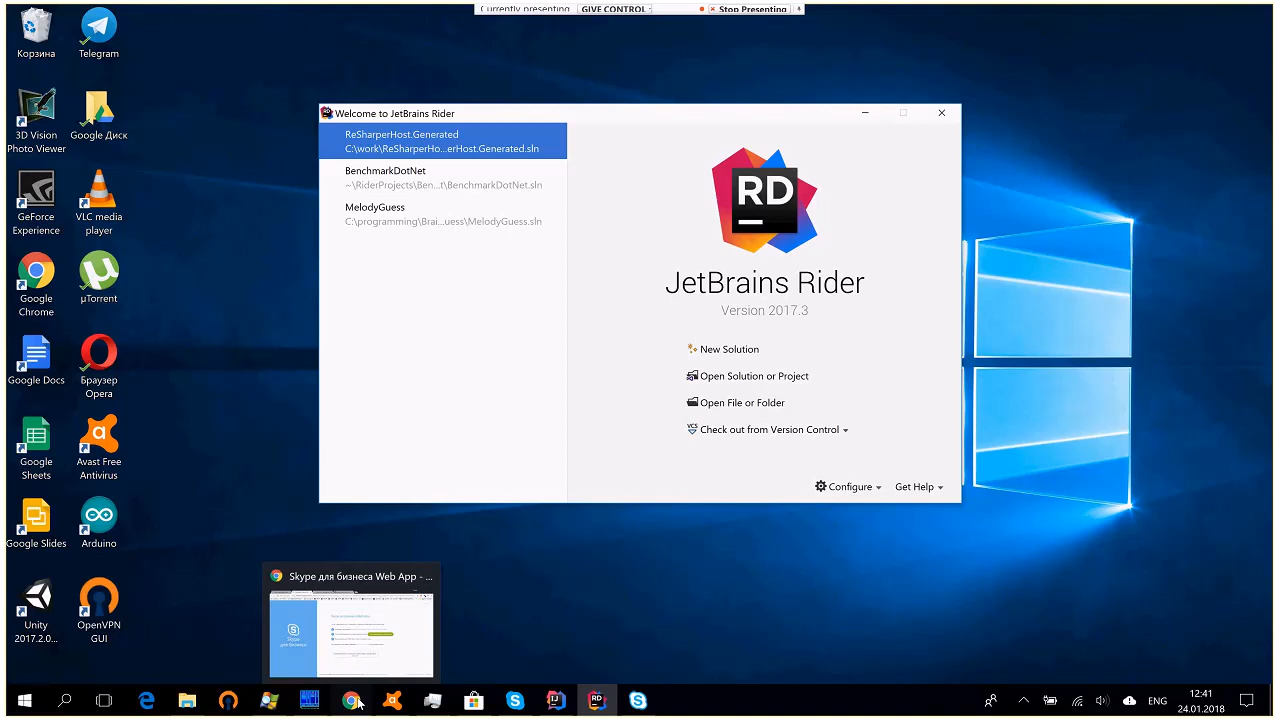 Currently presenting GIVE CONTROL Stop Presenting
Корзина
Telegram
3D Vision
Photo Viewer
Google Диск
GeForce
Experience
VLC media
player
Google
Chrome
µTorrent
Google Docs
Браузер
Opera
Google
Sheets
Avast Free
Antivirus
Google Slides
Arduino
Unity
2017.2.0...
OpenVPN
GUI
Welcome to JetBrains Rider
ReSharperHost.Generated
C:\work\ReSharperHo...erHost.Generated.sln
BenchmarkDotNet
~\RiderProjects\Ben...t\BenchmarkDotNet.sln
MelodyGuess
C:\programming\Brai...uess\MelodyGuess.sln
RD
JetBrains Rider
Version 2017.3
New Solution
Open Solution or Project
Open File or Folder
VCS Check out from Version Control
Configure
Get Help
Skype для бизнеса Web App - ...
Skype
для бизнеса
RD
ENG
12:41
24.01.2018